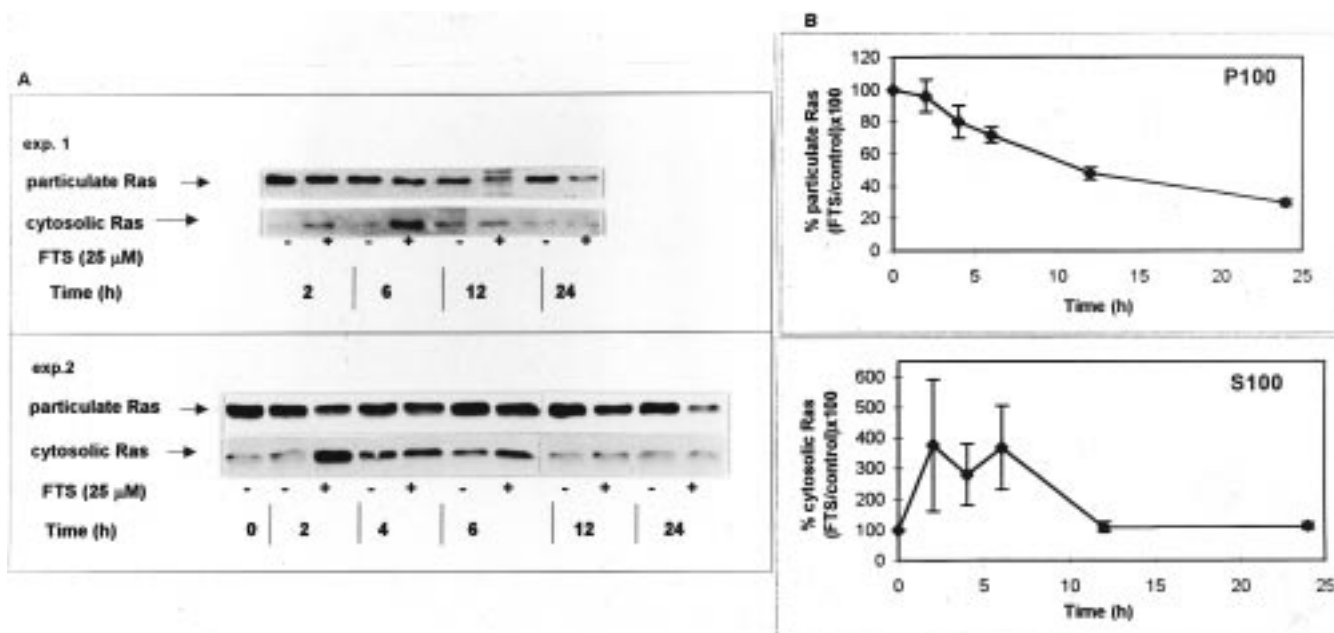 A
exp. 1
particulate Ras
cytosolic Ras
- + - + - + - +
FTS (25 µM)
Time (h) 2 6 12 24
exp.2
particulate Ras
cytosolic Ras
FTS (25 µM) - - + - + - + - + - +
Time (h) 0 2 4 6 12 24
B
P100
% particulate Ras
(FTS/control)x100
120
100
80
60
40
20
0
0 5 10 15 20 25
Time (h)
S100
% cytosolic Ras
(FTS/control)x100
600
500
400
300
200
100
0
0 5 10 15 20 25
Time (h)